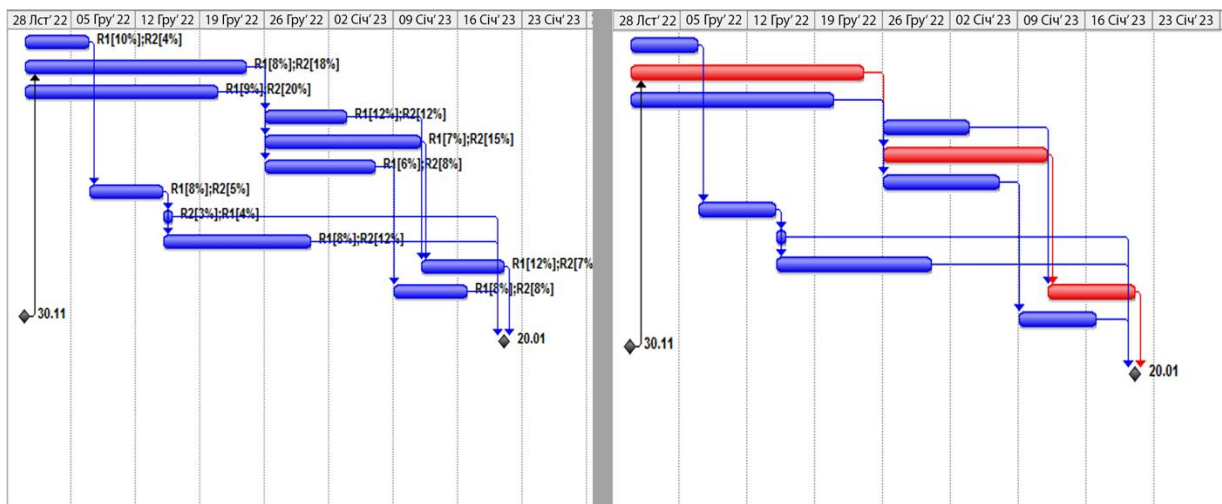 28 Лст' 22 05 Гру' 22 12 Гру' 22 19 Гру' 22 26 Гру' 22 02 Січ' 23 09 Січ' 23 16 Січ' 23 23 Січ' 23
R1[10%];R2[4%]
R1[8%];R2[18%]
R1[9%];R2[20%]
R1[12%];R2[12%]
R1[7%];R2[15%]
R1[6%];R2[8%]
R1[8%];R2[5%]
R2[3%];R1[4%]
R1[8%];R2[12%]
R1[12%];R2[7%
R1[8%];R2[8%]
30.11
20.01
28 Лст' 22 05 Гру' 22 12 Гру' 22 19 Гру' 22 26 Гру' 22 02 Січ' 23 09 Січ' 23 16 Січ' 23 23 Січ' 23
30.11
20.01